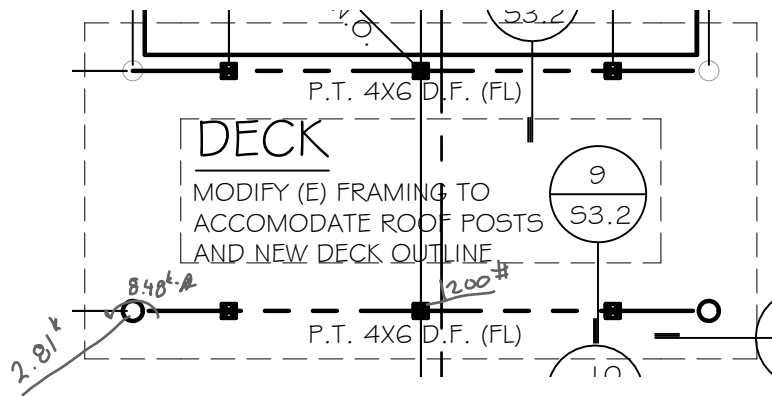 S3.2
N.O.
P.T. 4X6 D.F. (FL)
DECK
MODIFY (E) FRAMING TO
ACCOMODATE ROOF POSTS
AND NEW DECK OUTLINE
9
S3.2
8.48
1200#
2.81k
P.T. 4X6 D.F. (FL)
10